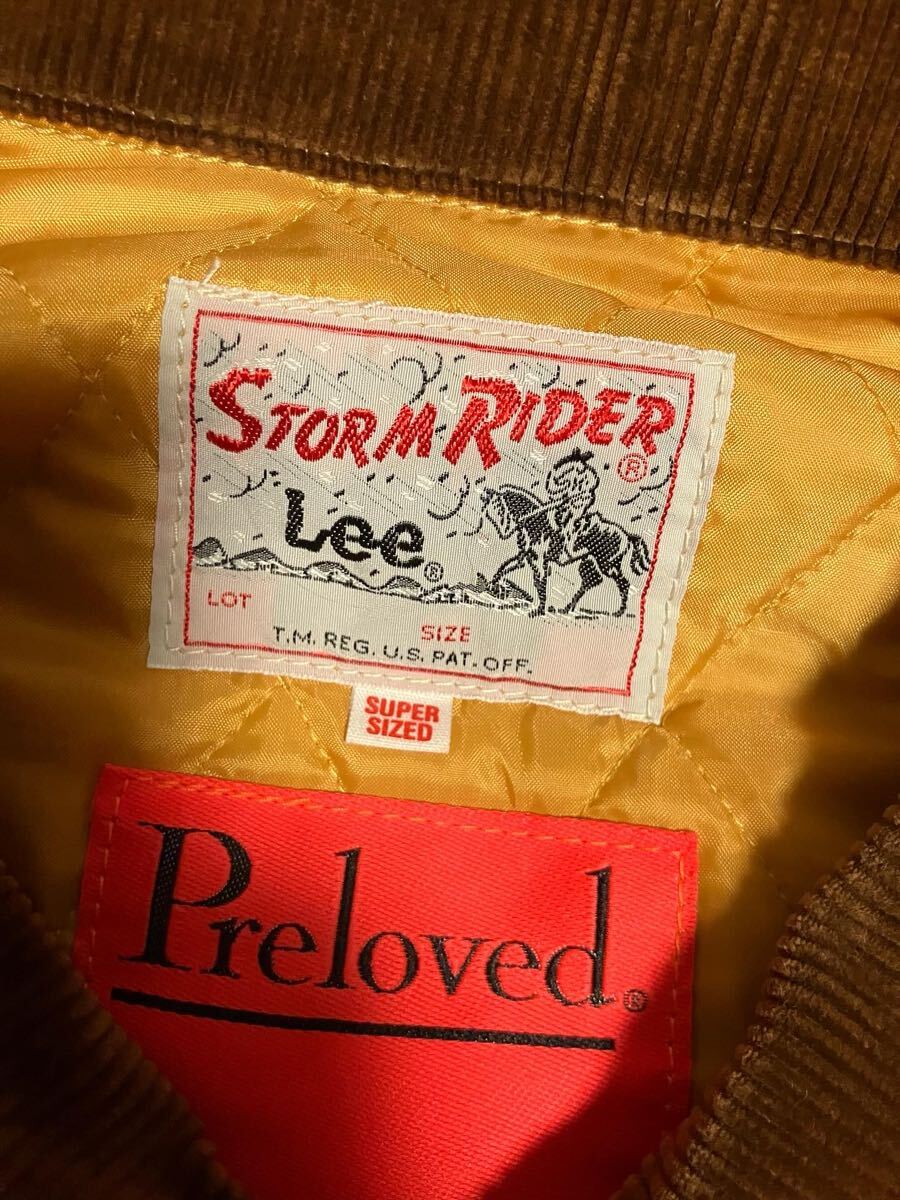 STORM RIDER®
Lee®
LOT
SIZE
T.M. REG. U.S. PAT. OFF.
SUPER
SIZED
Preloved®